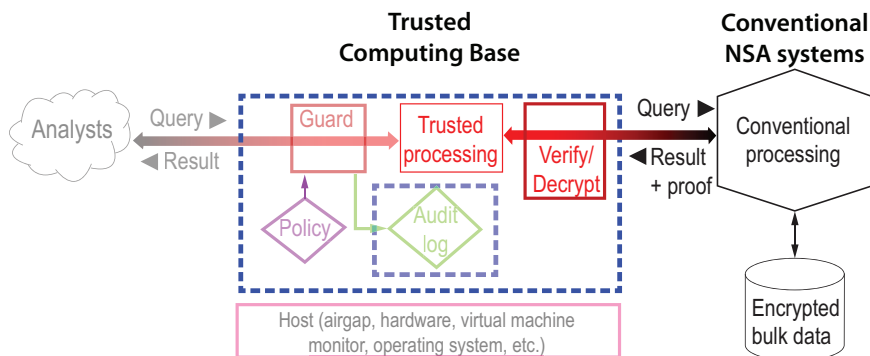 Trusted
Computing Base
Conventional
NSA systems
Analysts
Query ▶
◀ Result
Guard
Trusted
processing
Verify/
Decrypt
Query ▶
◀ Result
+ proof
Conventional
processing
Policy
Audit
log
Host (airgap, hardware, virtual machine
monitor, operating system, etc.)
Encrypted
bulk data